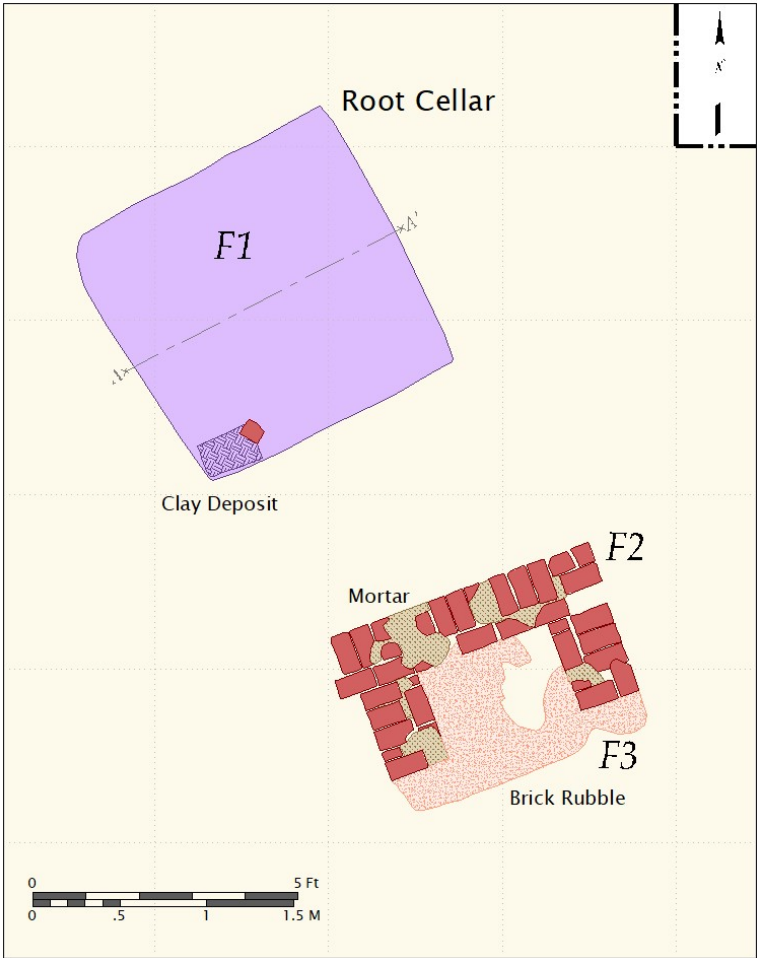 N
Root Cellar
F1
A'
A
Clay Deposit
F2
Mortar
F3
Brick Rubble
0 5 Ft
0 .5 1 1.5 M